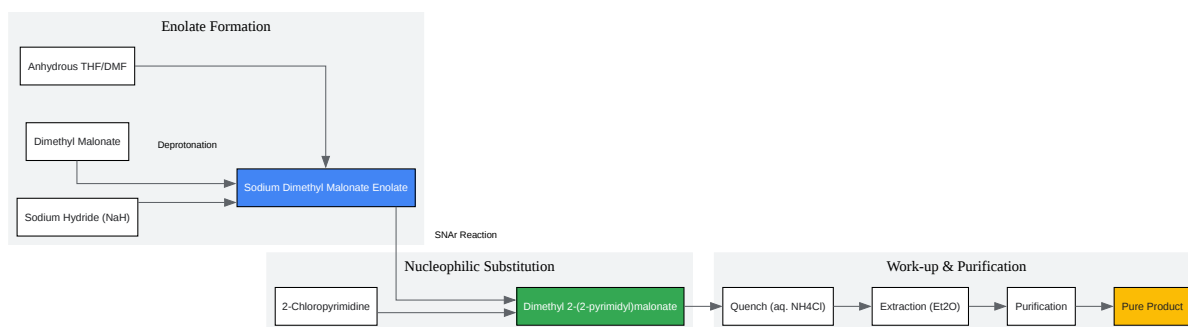 Enolate Formation
Anhydrous THF/DMF
Dimethyl Malonate
Deprotonation
Sodium Dimethyl Malonate Enolate
Sodium Hydride (NaH)
SNAr Reaction
Nucleophilic Substitution
Work-up & Purification
2-Chloropyrimidine
Dimethyl 2-(2-pyrimidyl)malonate
Quench (aq. NH4Cl)
Extraction (Et2O)
Purification
Pure Product